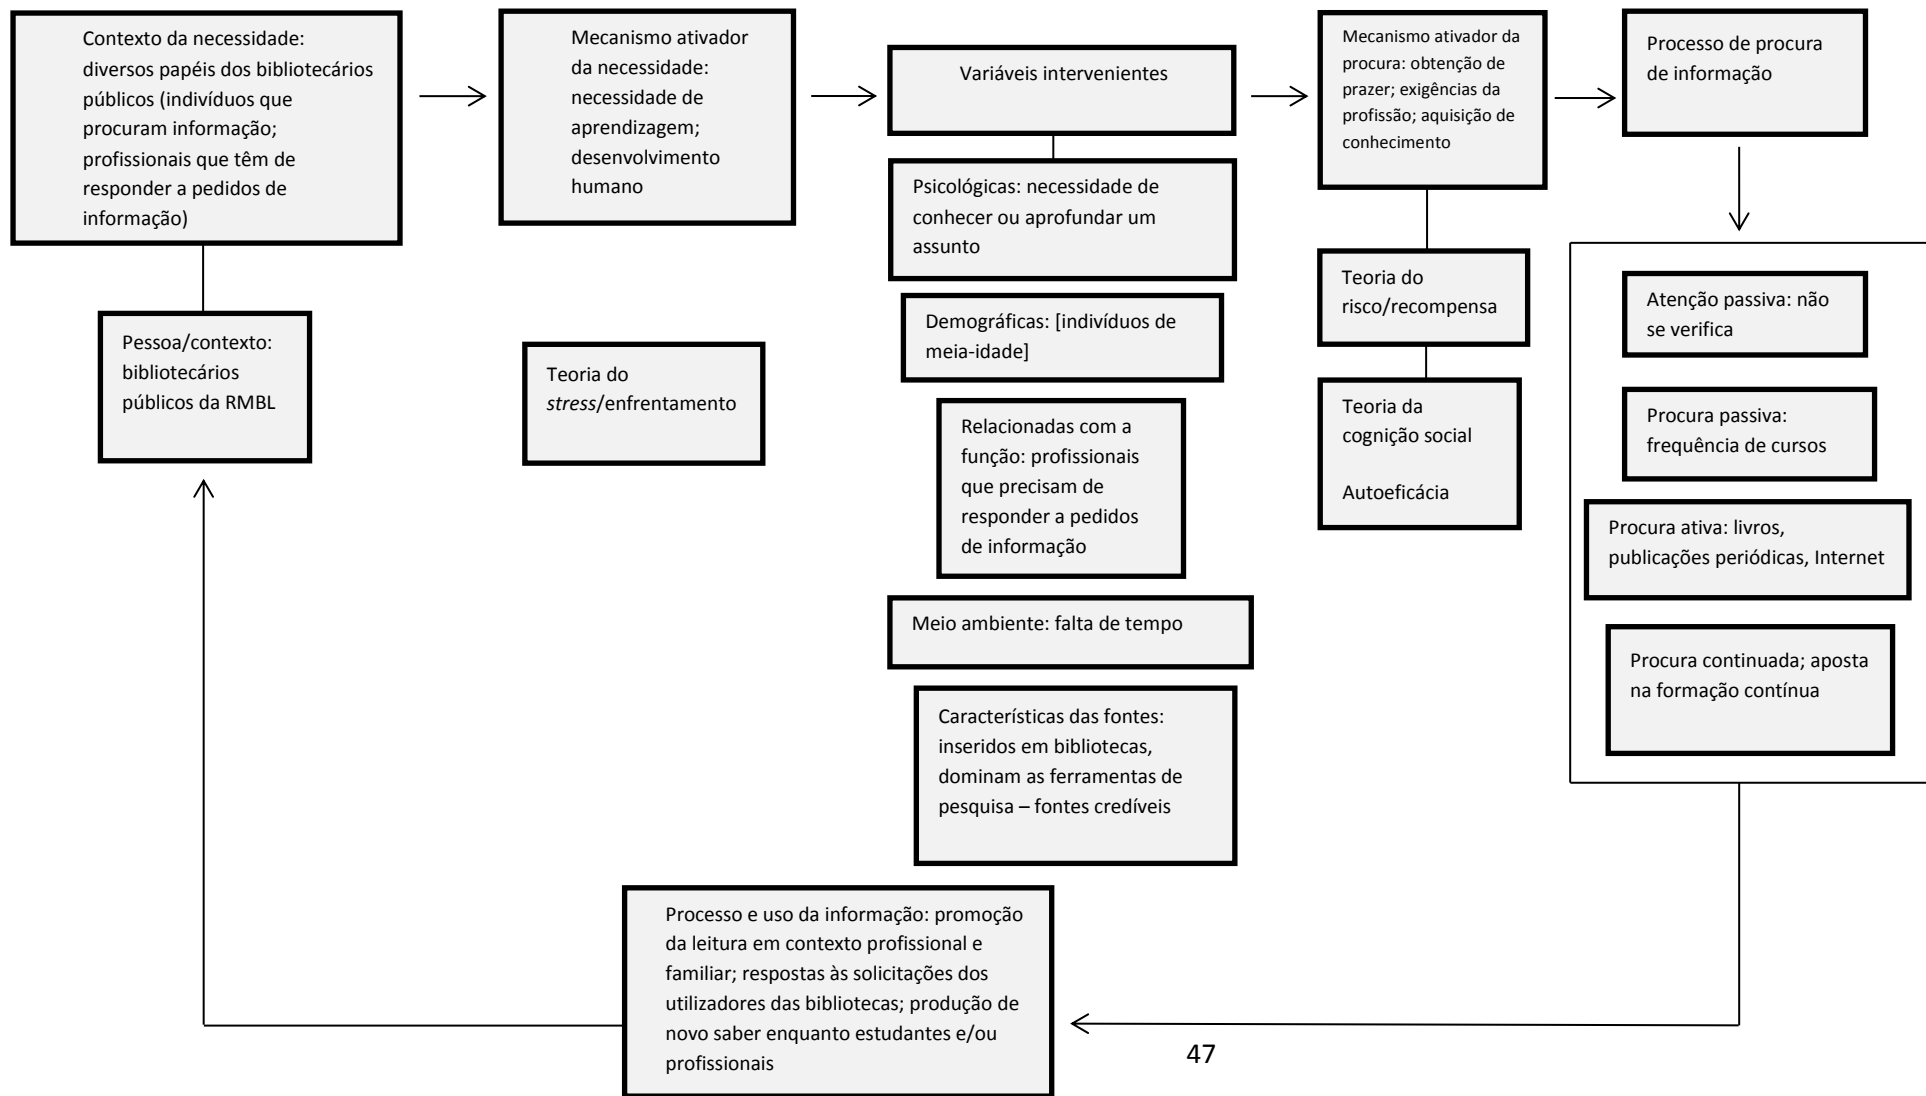 Contexto da necessidade:
diversos papéis dos bibliotecários
públicos (indivíduos que
procuram informação;
profissionais que têm de
responder a pedidos de
informação)
Mecanismo ativador
da necessidade:
necessidade de
aprendizagem;
desenvolvimento
humano
Variáveis intervenientes
Mecanismo ativador da
procura: obtenção de
prazer; exigências da
profissão; aquisição de
conhecimento
Processo de procura
de informação
Pessoa/contexto:
bibliotecários
públicos da RMBL
Teoria do
stress/enfrentamento
Psicológicas: necessidade de
conhecer ou aprofundar um
assunto
Demográficas: [indivíduos de
meia-idade]
Relacionadas com a
função: profissionais
que precisam de
responder a pedidos
de informação
Meio ambiente: falta de tempo
Características das fontes:
inseridos em bibliotecas,
dominam as ferramentas de
pesquisa – fontes credíveis
Teoria do
risco/recompensa
Teoria da
cognição social
Autoeficácia
Atenção passiva: não
se verifica
Procura passiva:
frequência de cursos
Procura ativa: livros,
publicações periódicas, Internet
Procura continuada; aposta
na formação contínua
Processo e uso da informação: promoção
da leitura em contexto profissional e
familiar; respostas às solicitações dos
utilizadores das bibliotecas; produção de
novo saber enquanto estudantes e/ou
profissionais
47